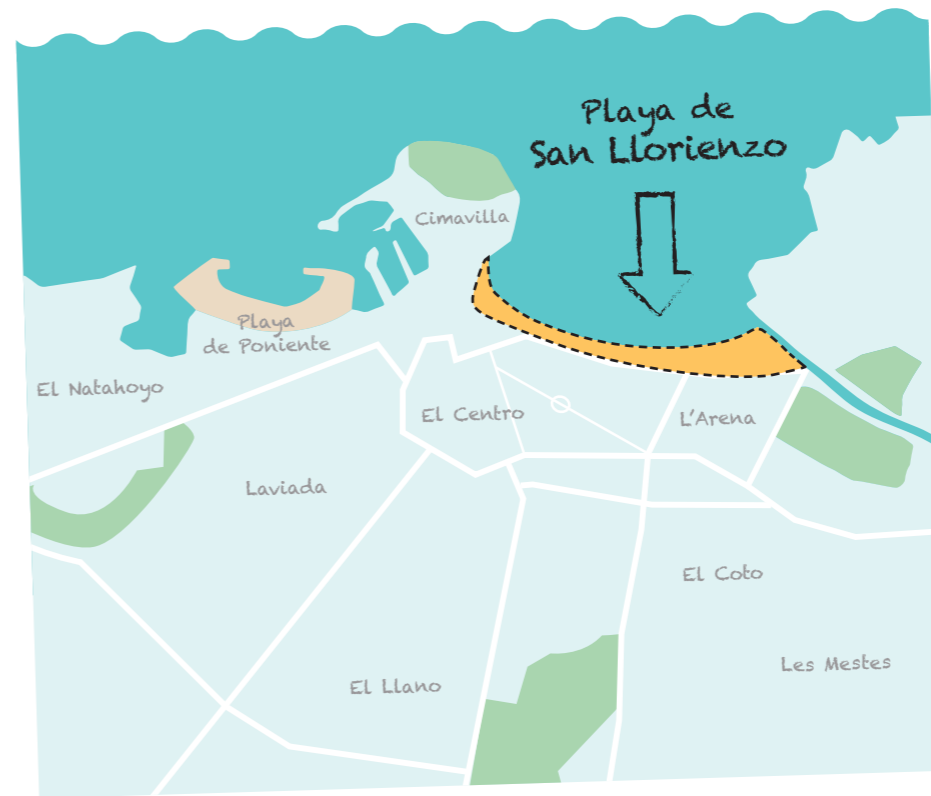 Playa de
San Llorienzo
Cimavilla
Playa
de Poniente
El Natahoyo
El Centro
L'Arena
Laviada
El Coto
Les Mestes
El Llano